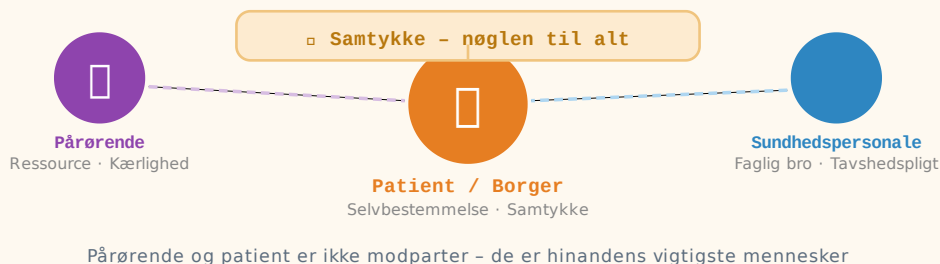 Samtykke – nøglen til alt
Pårørende
Ressource · Kærlighed
Sundhedspersonale
Faglig bro · Tavshedspligt
Patient / Borger
Selvbestemmelse · Samtykke
Pårørende og patient er ikke modparter – de er hinandens vigtigste mennesker